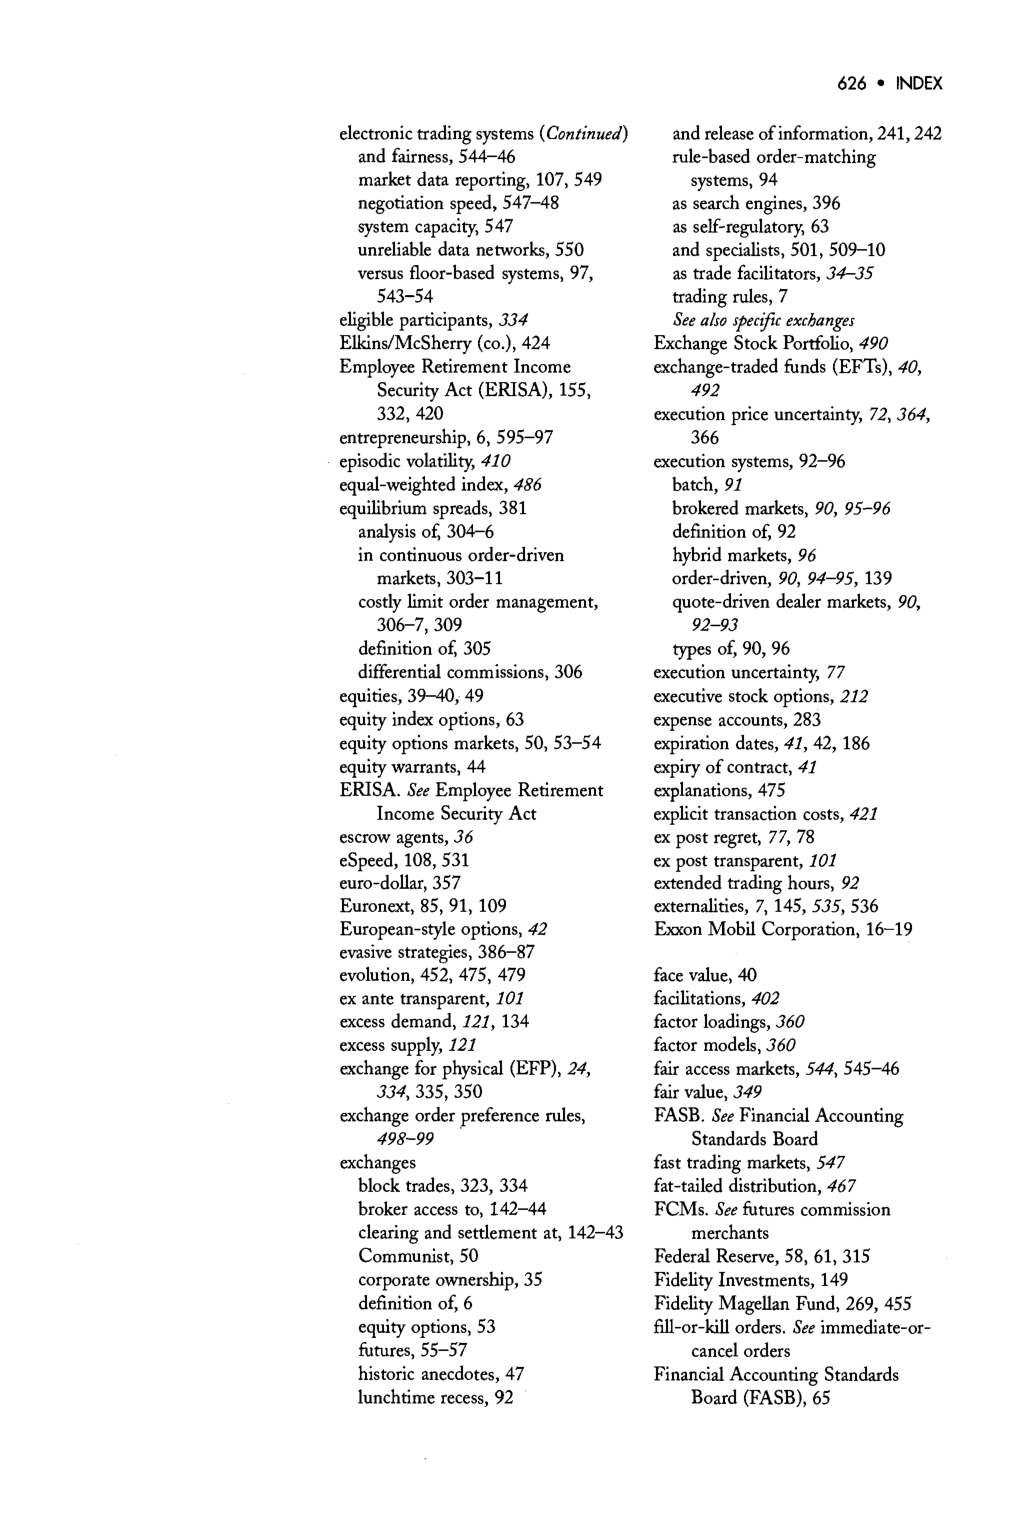 626 • INDEX
electronic trading systems (Continued)
and fairness, 544–46
market data reporting, 107, 549
negotiation speed, 547–48
system capacity, 547
unreliable data networks, 550
versus floor-based systems, 97,
543–54
eligible participants, 334
Elkins/McSherry (co.), 424
Employee Retirement Income
Security Act (ERISA), 155,
332, 420
entrepreneurship, 6, 595–97
episodic volatility, 410
equal-weighted index, 486
equilibrium spreads, 381
analysis of, 304–6
in continuous order-driven
markets, 303–11
costly limit order management,
306–7, 309
definition of, 305
differential commissions, 306
equities, 39–40, 49
equity index options, 63
equity options markets, 50, 53–54
equity warrants, 44
ERISA. See Employee Retirement
Income Security Act
escrow agents, 36
eSpeed, 108, 531
euro-dollar, 357
Euronext, 85, 91, 109
European-style options, 42
evasive strategies, 386–87
evolution, 452, 475, 479
ex ante transparent, 101
excess demand, 121, 134
excess supply, 121
exchange for physical (EFP), 24,
334, 335, 350
exchange order preference rules,
498–99
exchanges
block trades, 323, 334
broker access to, 142–44
clearing and settlement at, 142–43
Communist, 50
corporate ownership, 35
definition of, 6
equity options, 53
futures, 55–57
historic anecdotes, 47
lunchtime recess, 92
and release of information, 241, 242
rule-based order-matching
systems, 94
as search engines, 396
as self-regulatory, 63
and specialists, 501, 509–10
as trade facilitators, 34–35
trading rules, 7
See also specific exchanges
Exchange Stock Portfolio, 490
exchange-traded funds (EFTs), 40,
492
execution price uncertainty, 72, 364,
366
execution systems, 92–96
batch, 91
brokered markets, 90, 95–96
definition of, 92
hybrid markets, 96
order-driven, 90, 94–95, 139
quote-driven dealer markets, 90,
92–93
types of, 90, 96
execution uncertainty, 77
executive stock options, 212
expense accounts, 283
expiration dates, 41, 42, 186
expiry of contract, 41
explanations, 475
explicit transaction costs, 421
ex post regret, 77, 78
ex post transparent, 101
extended trading hours, 92
externalities, 7, 145, 535, 536
Exxon Mobil Corporation, 16–19
face value, 40
facilitations, 402
factor loadings, 360
factor models, 360
fair access markets, 544, 545–46
fair value, 349
FASB. See Financial Accounting
Standards Board
fast trading markets, 547
fat-tailed distribution, 467
FCMs. See futures commission
merchants
Federal Reserve, 58, 61, 315
Fidelity Investments, 149
Fidelity Magellan Fund, 269, 455
fill-or-kill orders. See immediate-or-
cancel orders
Financial Accounting Standards
Board (FASB), 65